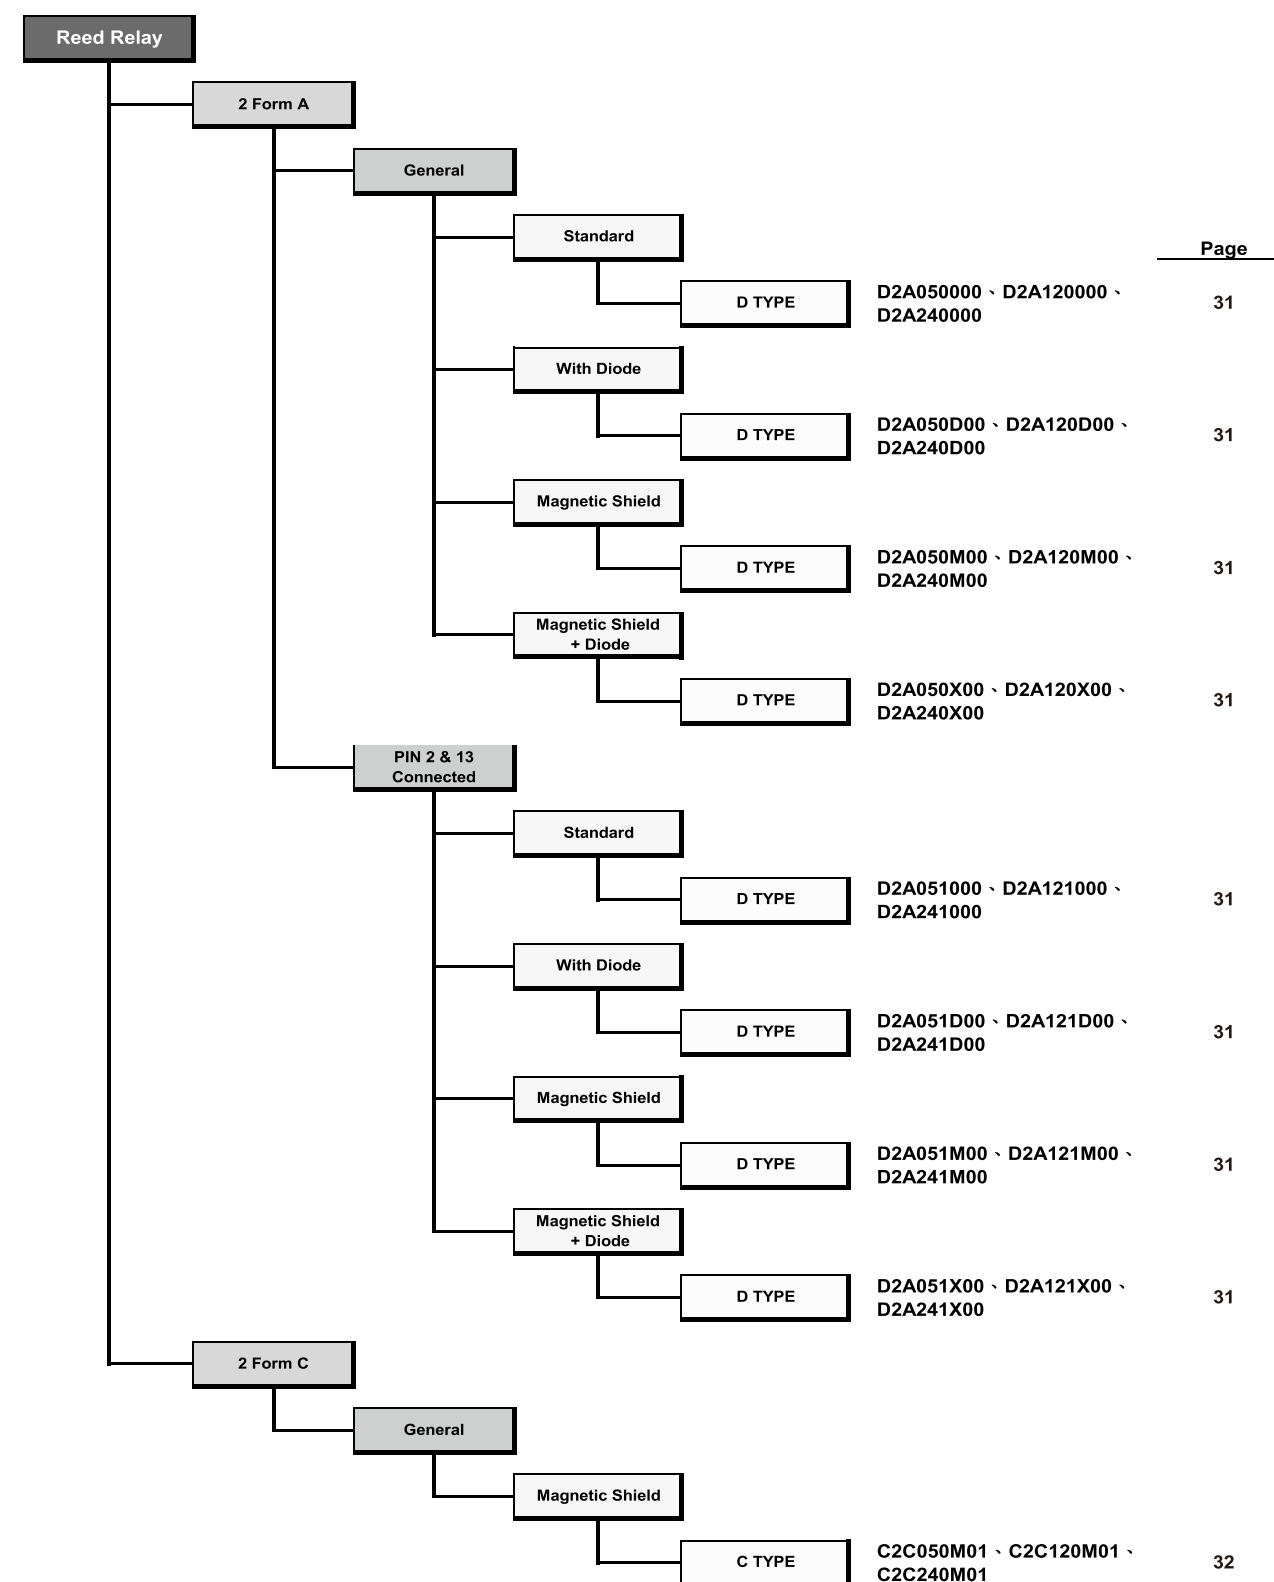 Reed Relay
2 Form A
General
Standard
Page
D TYPE
D2A050000、D2A120000、
D2A240000
31
With Diode
D TYPE
D2A050D00、D2A120D00、
D2A240D00
31
Magnetic Shield
D TYPE
D2A050M00、D2A120M00、
D2A240M00
31
Magnetic Shield
+ Diode
D TYPE
D2A050X00、D2A120X00、
D2A240X00
31
PIN 2 & 13
Connected
Standard
D TYPE
D2A051000、D2A121000、
D2A241000
31
With Diode
D TYPE
D2A051D00、D2A121D00、
D2A241D00
31
Magnetic Shield
D TYPE
D2A051M00、D2A121M00、
D2A241M00
31
Magnetic Shield
+ Diode
D TYPE
D2A051X00、D2A121X00、
D2A241X00
31
2 Form C
General
Magnetic Shield
C TYPE
C2C050M01、C2C120M01、
C2C240M01
32